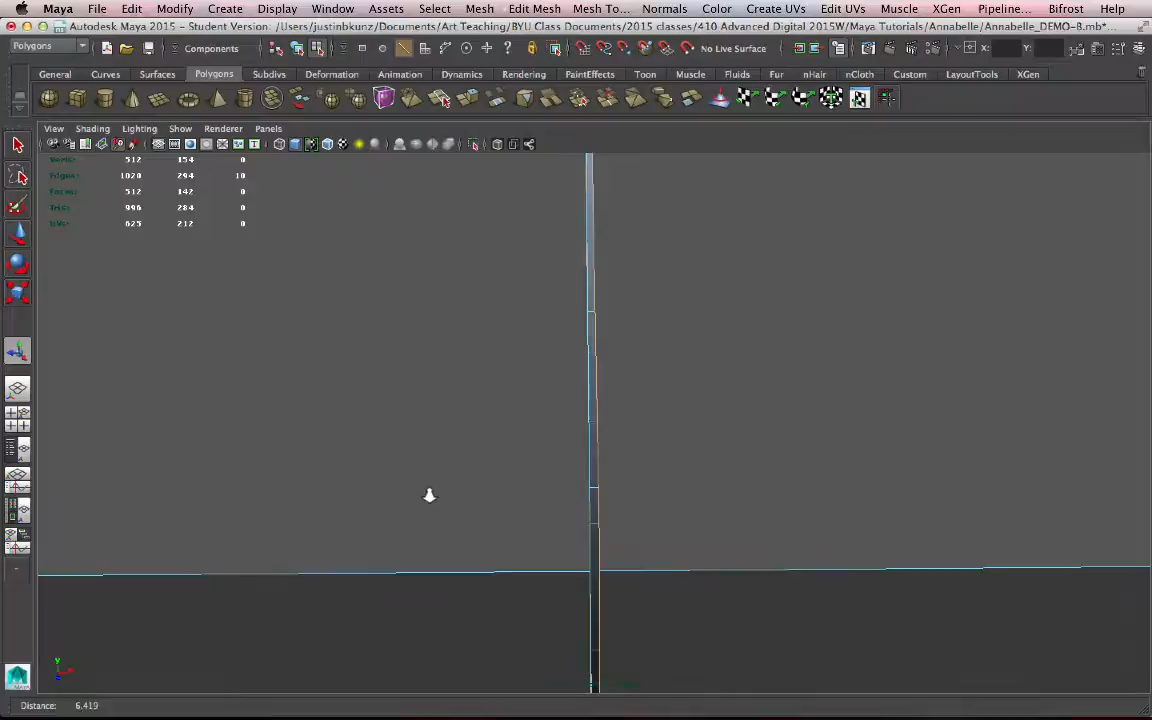 Maya File Edit Modify Create Display Window Assets Select Mesh Edit Mesh Mesh To... Normals Color Create UVs Edit UVs Muscle XGen Pipeline... Bifrost Help
Autodesk Maya 2015 - Student Version: /Users/justinbkunz/Documents/Art Teaching/BYU Class Documents/2015 classes/410-Advanced Digital 2015W/Maya Tutorials/Annabelle/Annabelle_DEMO-8.mb*...
Polygons Components No Live Surface X: Y:
General Curves Surfaces Polygons Subdivs Deformation Animation Dynamics Rendering PaintEffects Toon Muscle Fluids Fur nHair nCloth Custom LayoutTools XGen
View Shading Lighting Show Renderer Panels
Verts: 512 154 0
Edges: 1020 294 10
Faces: 512 142 0
Tris: 996 284 0
UVs: 625 212 0
y
Distance: 6.419